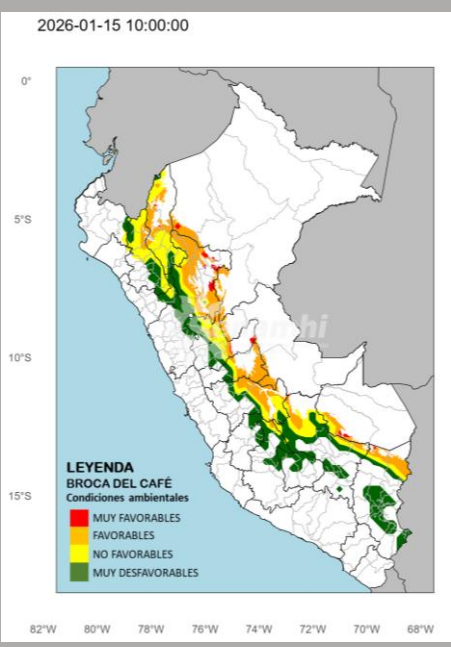 2026-01-15 10:00:00
0°
5°S
10°S
15°S
senamhi
LEYENDA
BROCA DEL CAFÉ
Condiciones ambientales
MUY FAVORABLES
FAVORABLES
NO FAVORABLES
MUY DESFAVORABLES
82°W 80°W 78°W 76°W 74°W 72°W 70°W 68°W